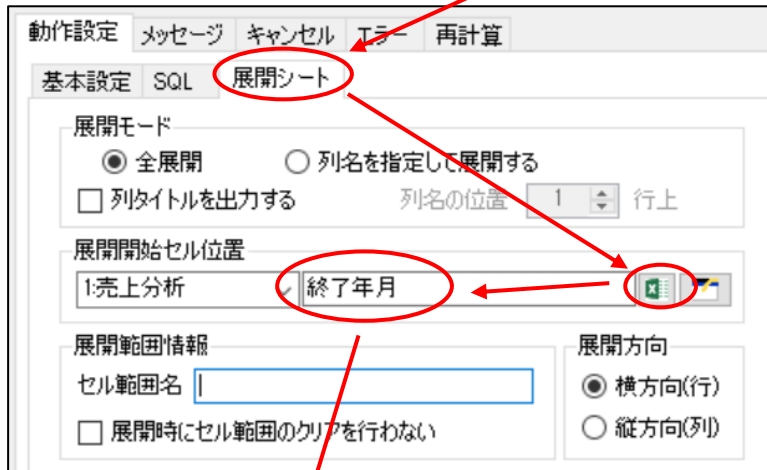 動作設定 メッセージ キャンセル エラー 再計算
基本設定 SQL 展開シート
展開モード
全展開 列名を指定して展開する
列タイトルを出力する 列名の位置 1 行上
展開開始セル位置
1:売上分析 終了年月
展開範囲情報 展開方向
セル範囲名 横方向(行)
展開時にセル範囲のクリアを行わない 縦方向(列)